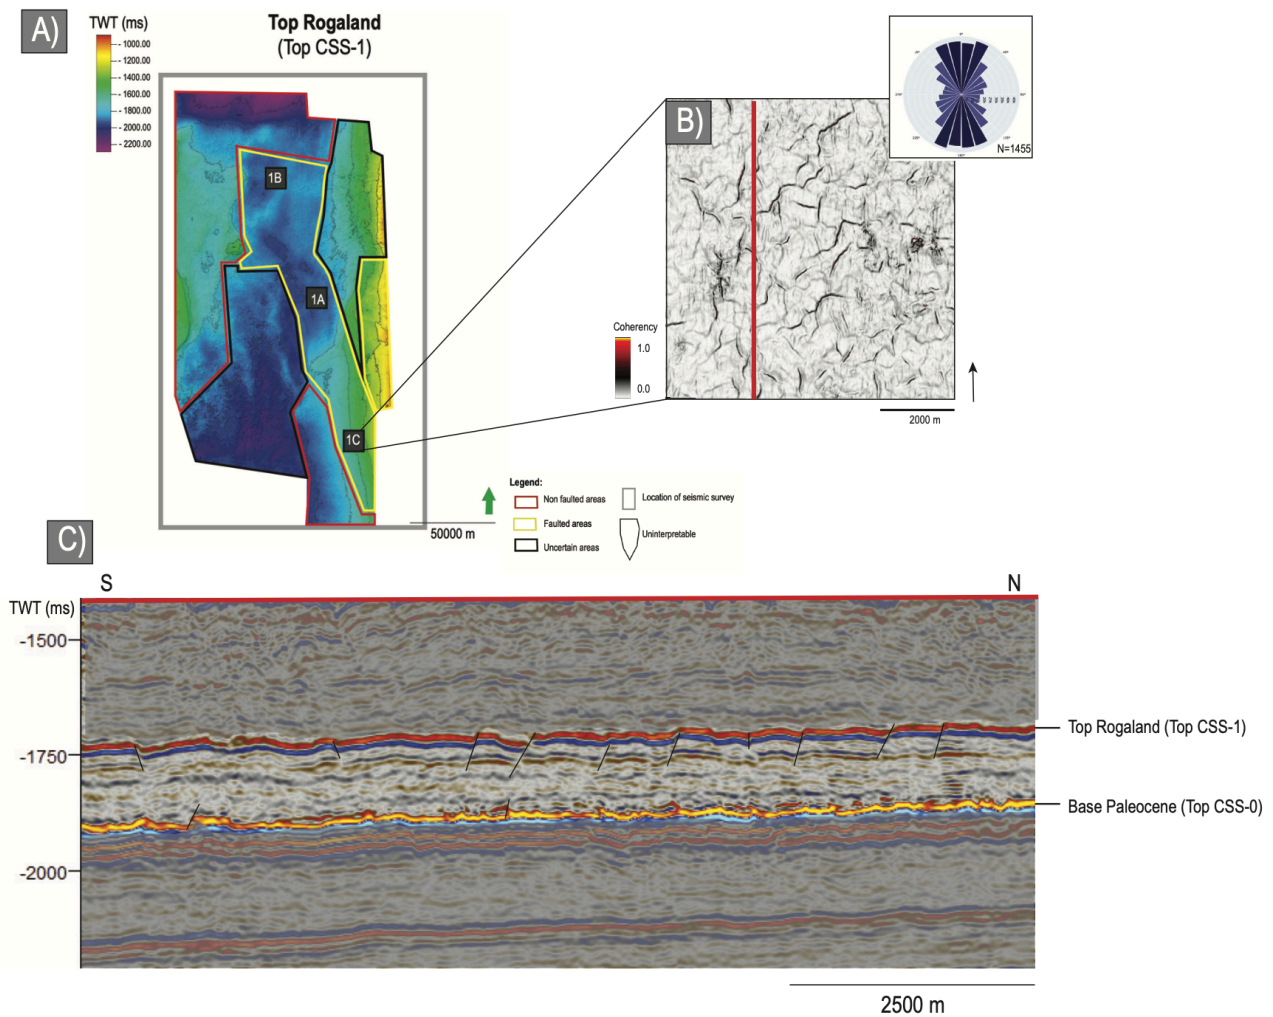 A)
TWT (ms)
- 1000.00
- 1200.00
- 1400.00
- 1600.00
- 1800.00
- 2000.00
- 2200.00
Top Rogaland
(Top CSS-1)
1B
1A
1C
50000 m
B)
N=1455
Coherency
1.0
0.0
2000 m
Legend:
Non faulted areas
Faulted areas
Uncertain areas
Location of seismic survey
Uninterpretable
C)
S
N
TWT (ms)
-1500
-1750
-2000
Top Rogaland (Top CSS-1)
Base Paleocene (Top CSS-0)
2500 m